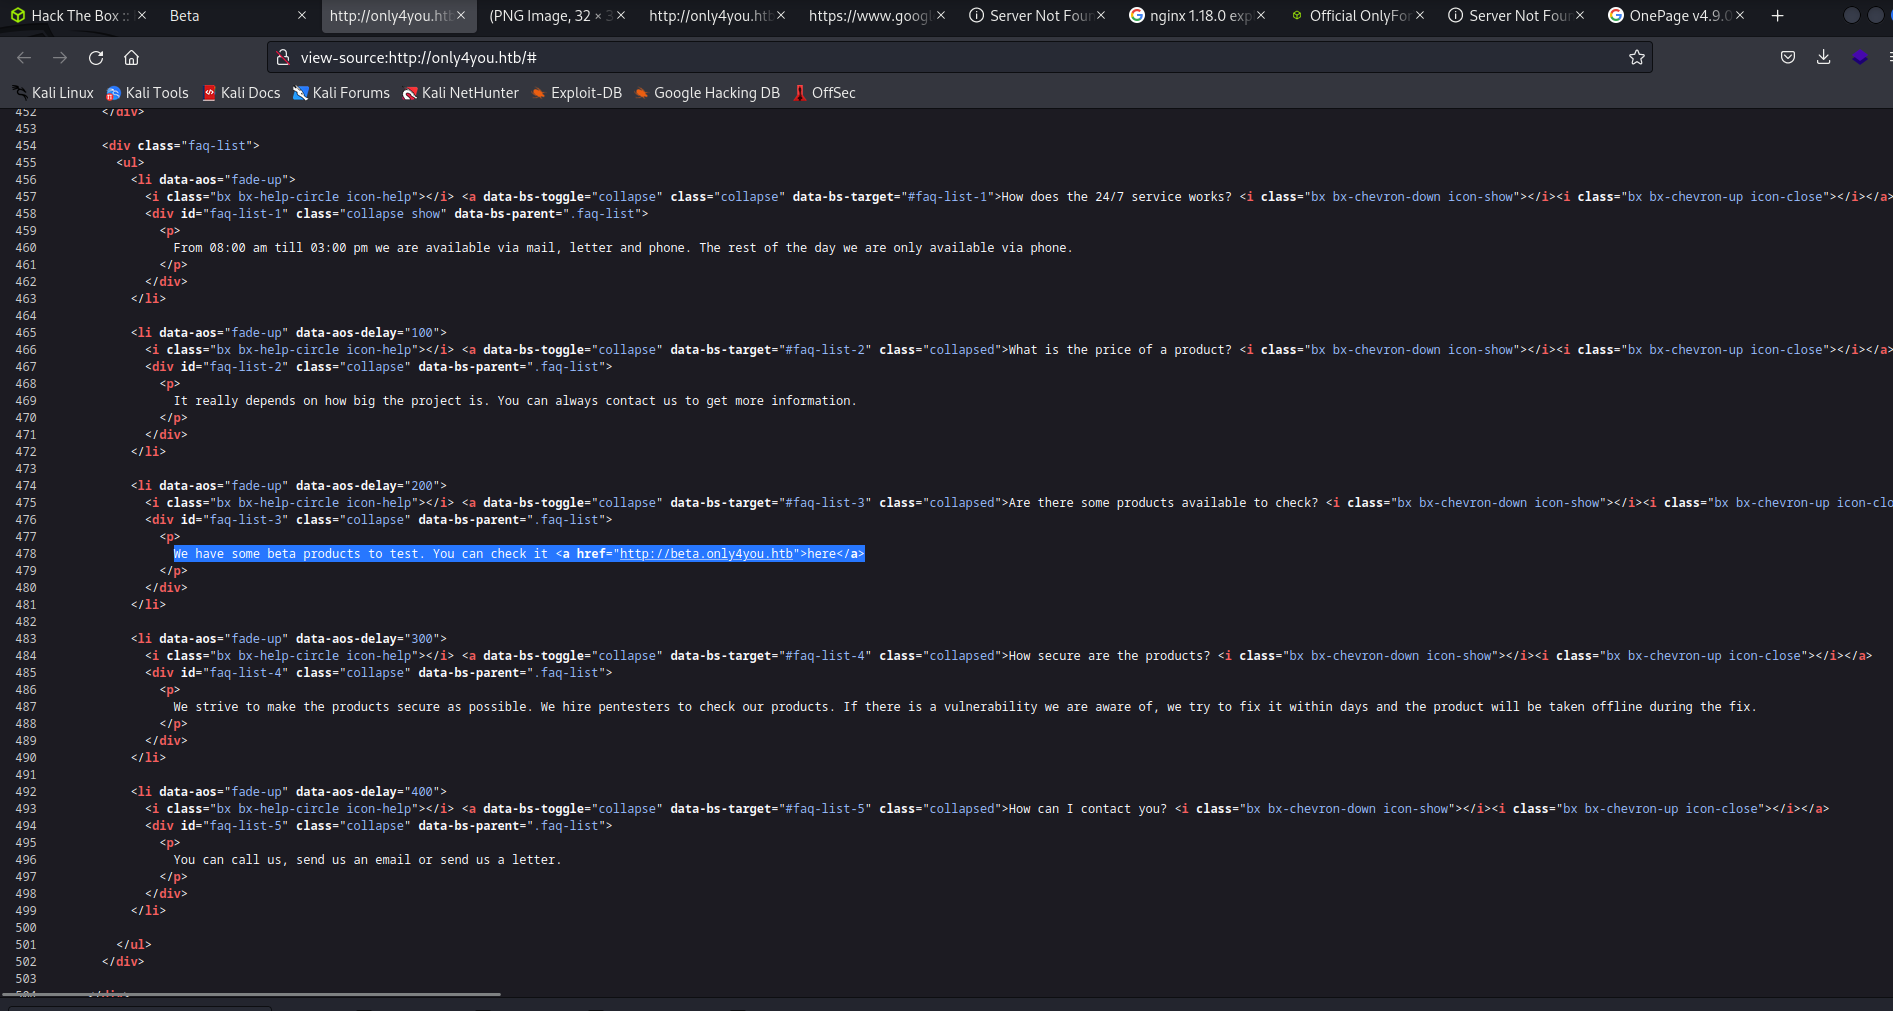 Hack The Box ::
Beta
http://only4you.htb
(PNG Image, 32 × 3
http://only4you.htb
https://www.googl
Server Not Foun
nginx 1.18.0 exp
Official OnlyFor
Server Not Foun
OnePage v4.9.0
view-source:http://only4you.htb/#
Kali Linux
Kali Tools
Kali Docs
Kali Forums
Kali NetHunter
Exploit-DB
Google Hacking DB
OffSec
452 </div>
453
454 <div class="faq-list">
455 <ul>
456 <li data-aos="fade-up">
457 <i class="bx bx-help-circle icon-help"></i> <a data-bs-toggle="collapse" class="collapse" data-bs-target="#faq-list-1">How does the 24/7 service works? <i class="bx bx-chevron-down icon-show"></i><i class="bx bx-chevron-up icon-close"></i></a>
458 <div id="faq-list-1" class="collapse show" data-bs-parent=".faq-list">
459 <p>
460 From 08:00 am till 03:00 pm we are available via mail, letter and phone. The rest of the day we are only available via phone.
461 </p>
462 </div>
463 </li>
464
465 <li data-aos="fade-up" data-aos-delay="100">
466 <i class="bx bx-help-circle icon-help"></i> <a data-bs-toggle="collapse" data-bs-target="#faq-list-2" class="collapsed">What is the price of a product? <i class="bx bx-chevron-down icon-show"></i><i class="bx bx-chevron-up icon-close"></i></a>
467 <div id="faq-list-2" class="collapse" data-bs-parent=".faq-list">
468 <p>
469 It really depends on how big the project is. You can always contact us to get more information.
470 </p>
471 </div>
472 </li>
473
474 <li data-aos="fade-up" data-aos-delay="200">
475 <i class="bx bx-help-circle icon-help"></i> <a data-bs-toggle="collapse" data-bs-target="#faq-list-3" class="collapsed">Are there some products available to check? <i class="bx bx-chevron-down icon-show"></i><i class="bx bx-chevron-up icon-clo
476 <div id="faq-list-3" class="collapse" data-bs-parent=".faq-list">
477 <p>
478 We have some beta products to test. You can check it <a href="http://beta.only4you.htb">here</a>
479 </p>
480 </div>
481 </li>
482
483 <li data-aos="fade-up" data-aos-delay="300">
484 <i class="bx bx-help-circle icon-help"></i> <a data-bs-toggle="collapse" data-bs-target="#faq-list-4" class="collapsed">How secure are the products? <i class="bx bx-chevron-down icon-show"></i><i class="bx bx-chevron-up icon-close"></i></a>
485 <div id="faq-list-4" class="collapse" data-bs-parent=".faq-list">
486 <p>
487 We strive to make the products secure as possible. We hire pentesters to check our products. If there is a vulnerability we are aware of, we try to fix it within days and the product will be taken offline during the fix.
488 </p>
489 </div>
490 </li>
491
492 <li data-aos="fade-up" data-aos-delay="400">
493 <i class="bx bx-help-circle icon-help"></i> <a data-bs-toggle="collapse" data-bs-target="#faq-list-5" class="collapsed">How can I contact you? <i class="bx bx-chevron-down icon-show"></i><i class="bx bx-chevron-up icon-close"></i></a>
494 <div id="faq-list-5" class="collapse" data-bs-parent=".faq-list">
495 <p>
496 You can call us, send us an email or send us a letter.
497 </p>
498 </div>
499 </li>
500
501 </ul>
502 </div>
503
504 </div>